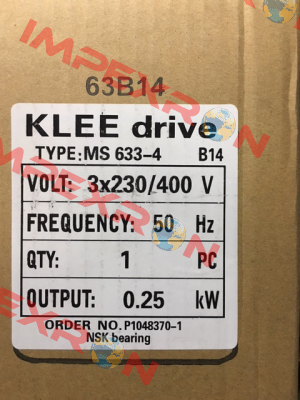 63B14
KLEE drive
TYPE:MS 633-4 B14
VOLT: 3x230/400 V
FREQUENCY: 50 Hz
QTY: 1 PC
OUTPUT: 0.25 kW
ORDER NO.P1048370-1
NSK bearing
IMPEXRON
IMPEXRON
IMPEXRON